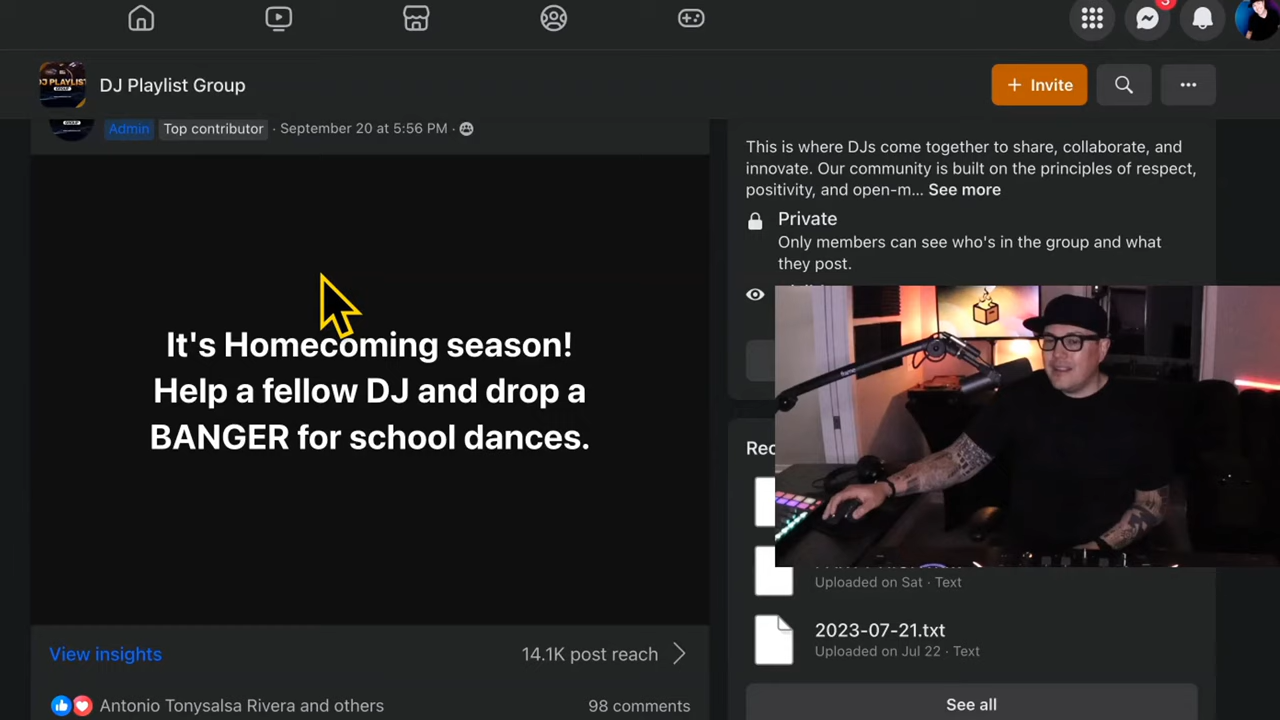 3
DJ PLAYLIST
GROUP
DJ Playlist Group
+ Invite
Admin Top contributor · September 20 at 5:56 PM ·
This is where DJs come together to share, collaborate, and
innovate. Our community is built on the principles of respect,
positivity, and open-m... See more
Private
Only members can see who's in the group and what
they post.
It's Homecoming season!
Help a fellow DJ and drop a
BANGER for school dances.
Rec
Uploaded on Sat · Text
2023-07-21.txt
Uploaded on Jul 22 · Text
See all
View insights
14.1K post reach
Antonio Tonysalsa Rivera and others
98 comments